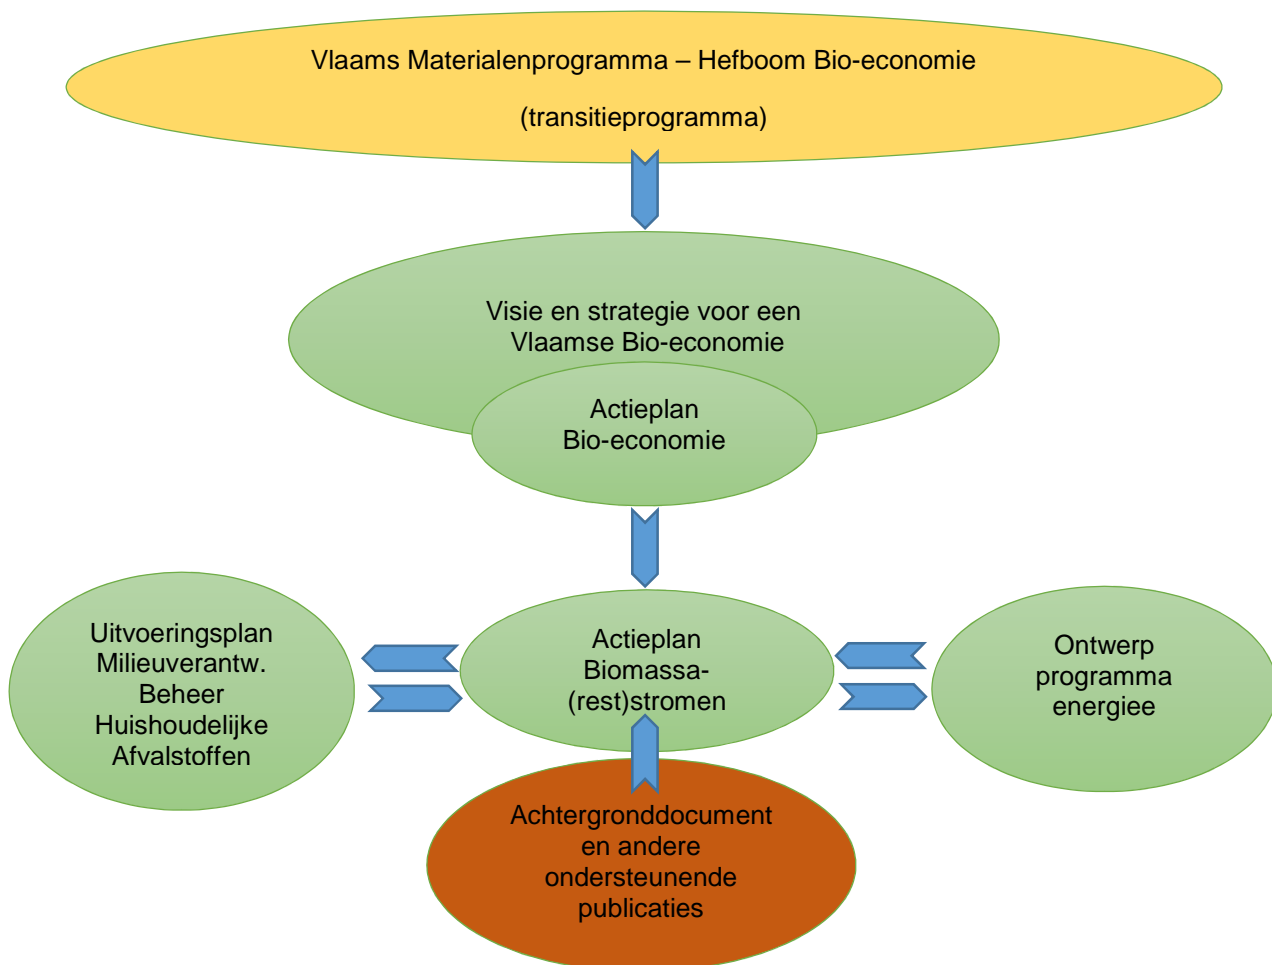 Vlaams Materialenprogramma – Hefboom Bio-economie
(transitieprogramma)
Visie en strategie voor een
Vlaamse Bio-economie
Actieplan
Bio-economie
Uitvoeringsplan
Milieuverantw.
Beheer
Huishoudelijke
Afvalstoffen
Actieplan
Biomassa-
(rest)stromen
Ontwerp
programma
energiee
Achtergronddocument
en andere
ondersteunende
publicaties